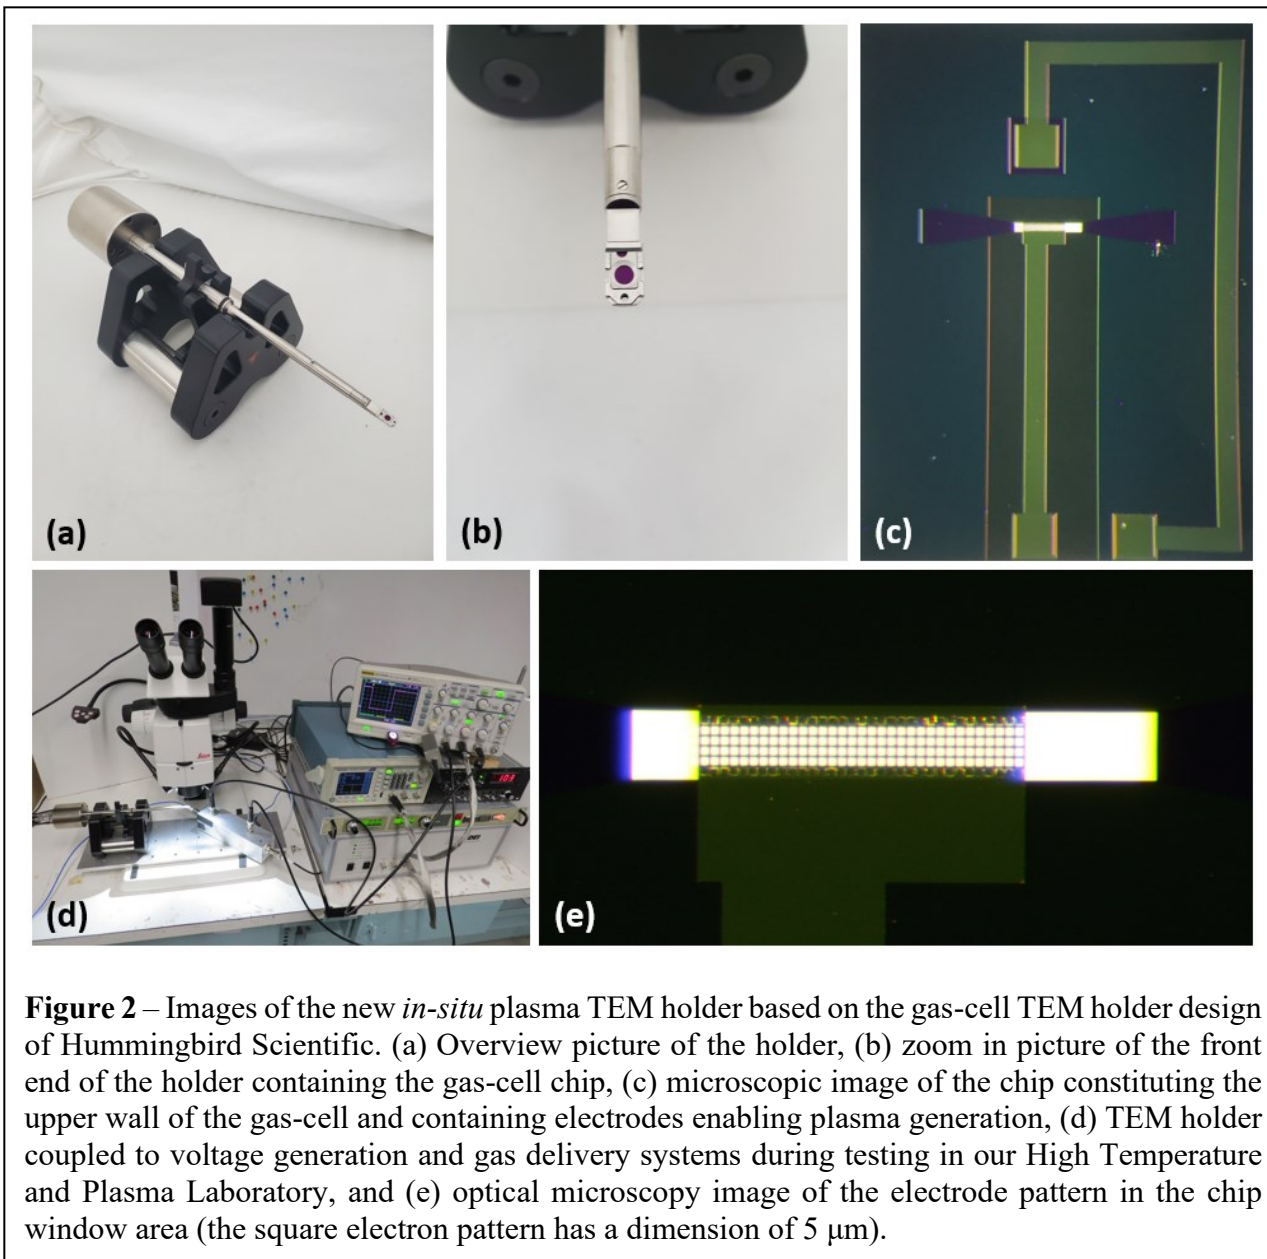 (a)
(b)
(c)
(d)
(e)
Figure 2 – Images of the new in-situ plasma TEM holder based on the gas-cell TEM holder design
of Hummingbird Scientific. (a) Overview picture of the holder, (b) zoom in picture of the front
end of the holder containing the gas-cell chip, (c) microscopic image of the chip constituting the
upper wall of the gas-cell and containing electrodes enabling plasma generation, (d) TEM holder
coupled to voltage generation and gas delivery systems during testing in our High Temperature
and Plasma Laboratory, and (e) optical microscopy image of the electrode pattern in the chip
window area (the square electron pattern has a dimension of 5 μm).